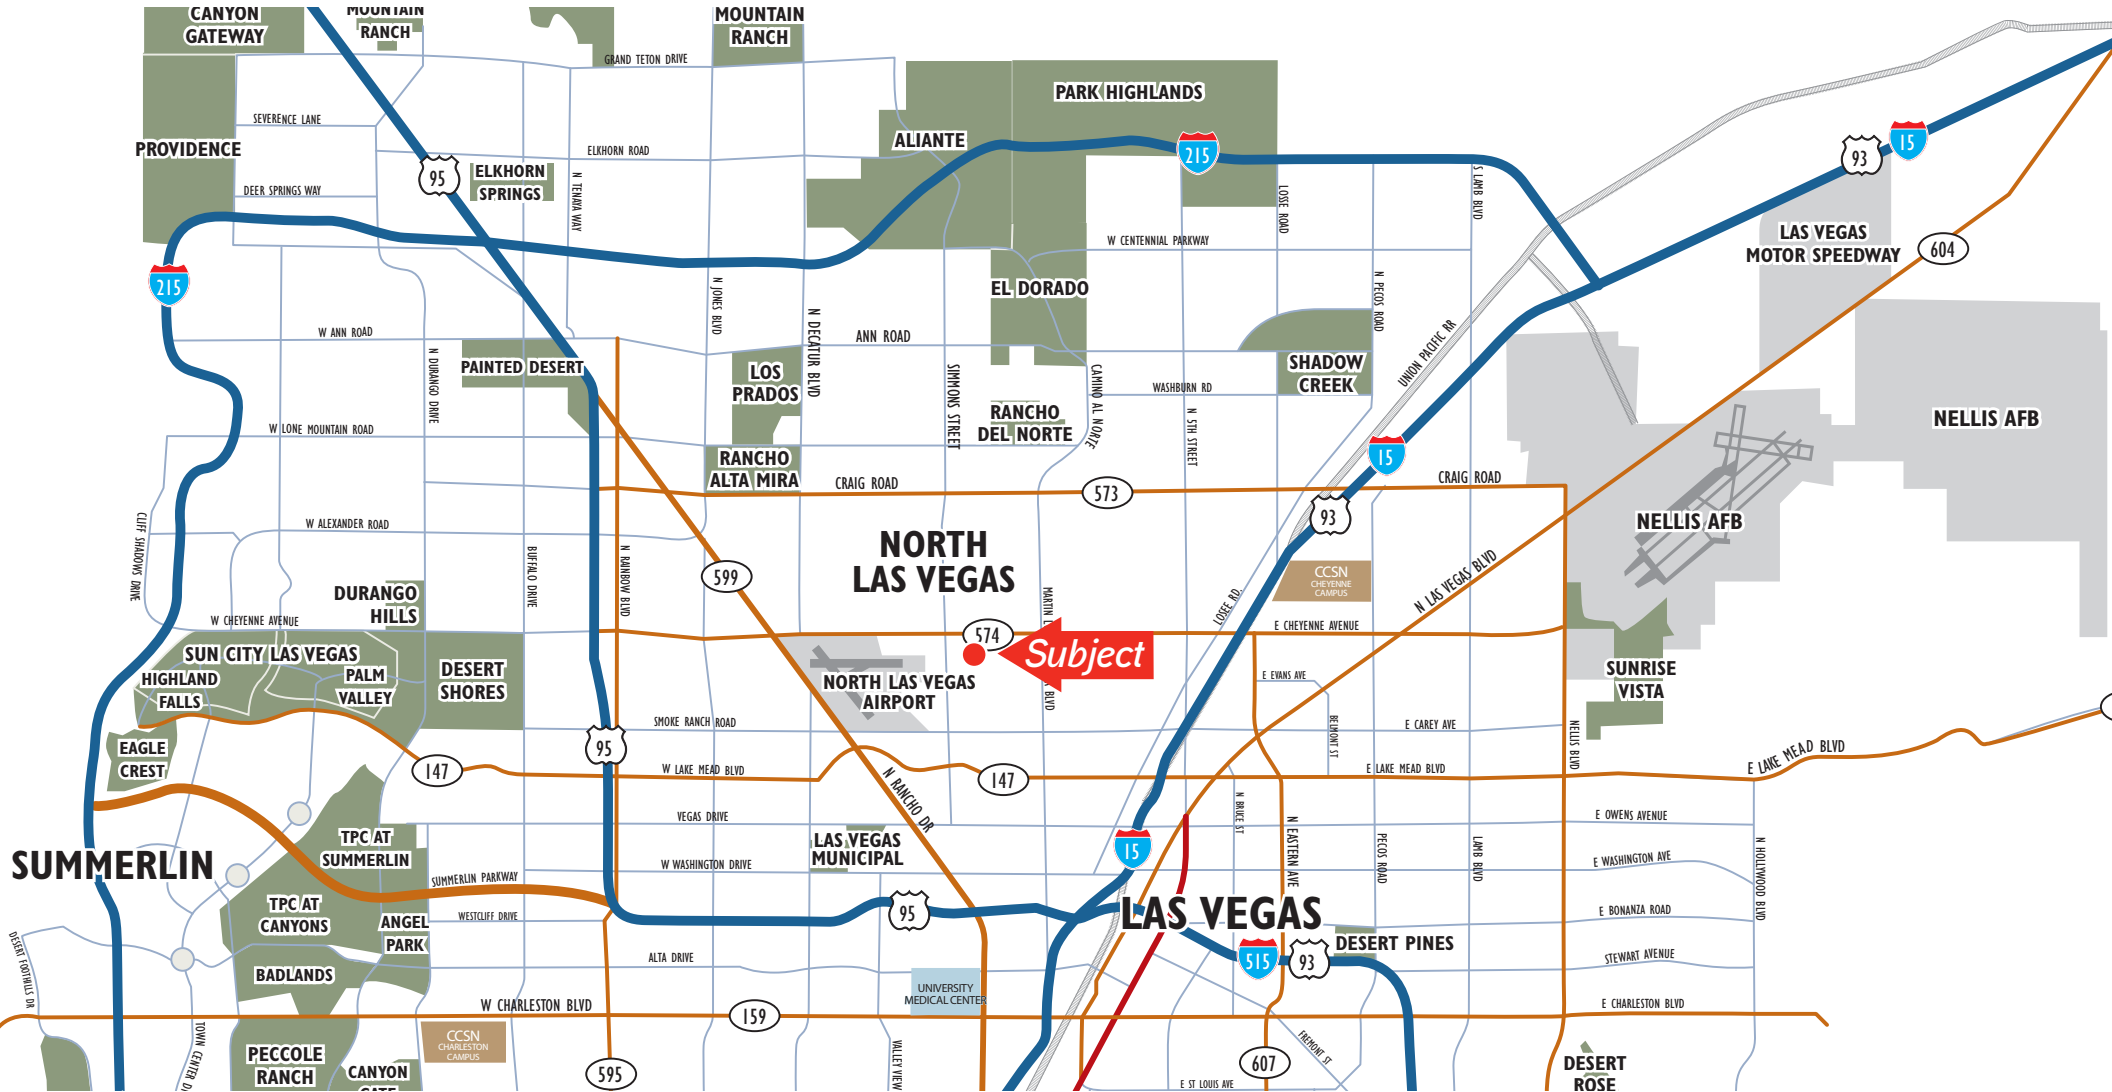 CANYON
GATEWAY
MOUNTAIN
RANCH
MOUNTAIN
RANCH
GRAND TETON DRIVE
PARK HIGHLANDS
SEVERENCE LANE
PROVIDENCE
ALIANTE
215
93
15
95
ELKHORN
SPRINGS
ELKHORN ROAD
DEER SPRINGS WAY
N TENAYA WAY
LOSSE ROAD
S LAMB BLVD
W CENTENNIAL PARKWAY
LAS VEGAS
MOTOR SPEEDWAY
604
215
EL DORADO
N JONES BLVD
N DECATUR BLVD
N PECOS ROAD
W ANN ROAD
ANN ROAD
UNION PACIFIC RR
N DURANGO DRIVE
PAINTED DESERT
LOS
PRADOS
SIMMONS STREET
CAMINO AL NORTE
WASHBURN RD
SHADOW
CREEK
N 5TH STREET
RANCHO
DEL NORTE
NELLIS AFB
W LONE MOUNTAIN ROAD
RANCHO
ALTA MIRA
CRAIG ROAD
573
CRAIG ROAD
15
93
NELLIS AFB
CLIFF SHADOWS DRIVE
W ALEXANDER ROAD
BUFFALO DRIVE
N RAINBOW BLVD
599
NORTH
LAS VEGAS
CCSN
CHEYENNE
CAMPUS
N LAS VEGAS BLVD
LOSEE RD.
DURANGO
HILLS
W CHEYENNE AVENUE
574
Subject
MARTIN L
BLVD
E CHEYENNE AVENUE
SUN CITY LAS VEGAS
HIGHLAND
FALLS
PALM
VALLEY
DESERT
SHORES
NORTH LAS VEGAS
AIRPORT
E EVANS AVE
BELMONT ST
SUNRISE
VISTA
SMOKE RANCH ROAD
E CAREY AVE
NELLIS BLVD
EAGLE
CREST
95
147
W LAKE MEAD BLVD
147
E LAKE MEAD BLVD
E LAKE MEAD BLVD
N RANCHO DR
VEGAS DRIVE
N BRUCE ST
N EASTERN AVE
PECOS ROAD
LAMB BLVD
E OWENS AVENUE
N HOLLYWOOD BLVD
TPC AT
SUMMERLIN
LAS VEGAS
MUNICIPAL
15
SUMMERLIN
W WASHINGTON DRIVE
E WASHINGTON AVE
SUMMERLIN PARKWAY
TPC AT
CANYONS
ANGEL
PARK
WESTCLIFF DRIVE
95
LAS VEGAS
E BONANZA ROAD
DESERT FOOTHILLS DR
BADLANDS
ALTA DRIVE
515
93
DESERT PINES
STEWART AVENUE
UNIVERSITY
MEDICAL CENTER
W CHARLESTON BLVD
159
E CHARLESTON BLVD
TOWN CENTER D
PECCOLE
RANCH
CANYON
GATE
CCSN
CHARLESTON
CAMPUS
595
VALLEY VIEW
607
FREMONT ST
E ST LOUIS AVE
DESERT
ROSE